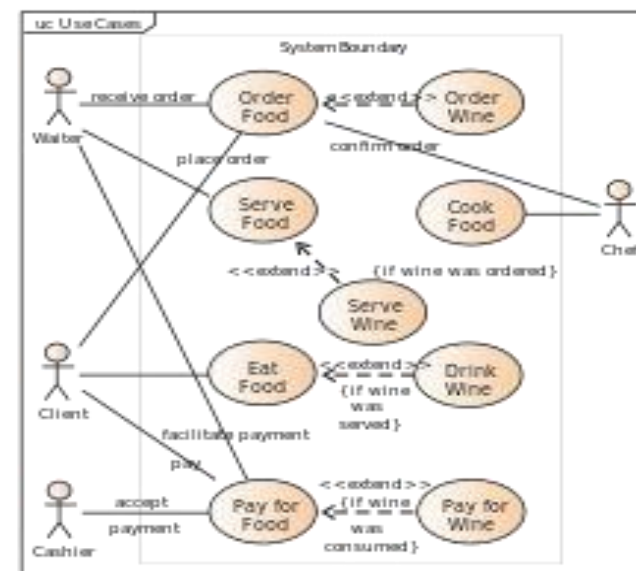 uc UseCases
System Boundary
receive order
Order
Food
<<extend>>
Order
Wine
Waiter
place order
confirm order
Serve
Food
Cook
Food
Chef
<<extend>>
{if wine was ordered}
Serve
Wine
Eat
Food
<<extend>>
{if wine
was
served}
Drink
Wine
Client
facilitate payment
pay
accept
payment
Pay for
Food
<<extend>>
{if wine
was
consumed}
Pay for
Wine
Cashier